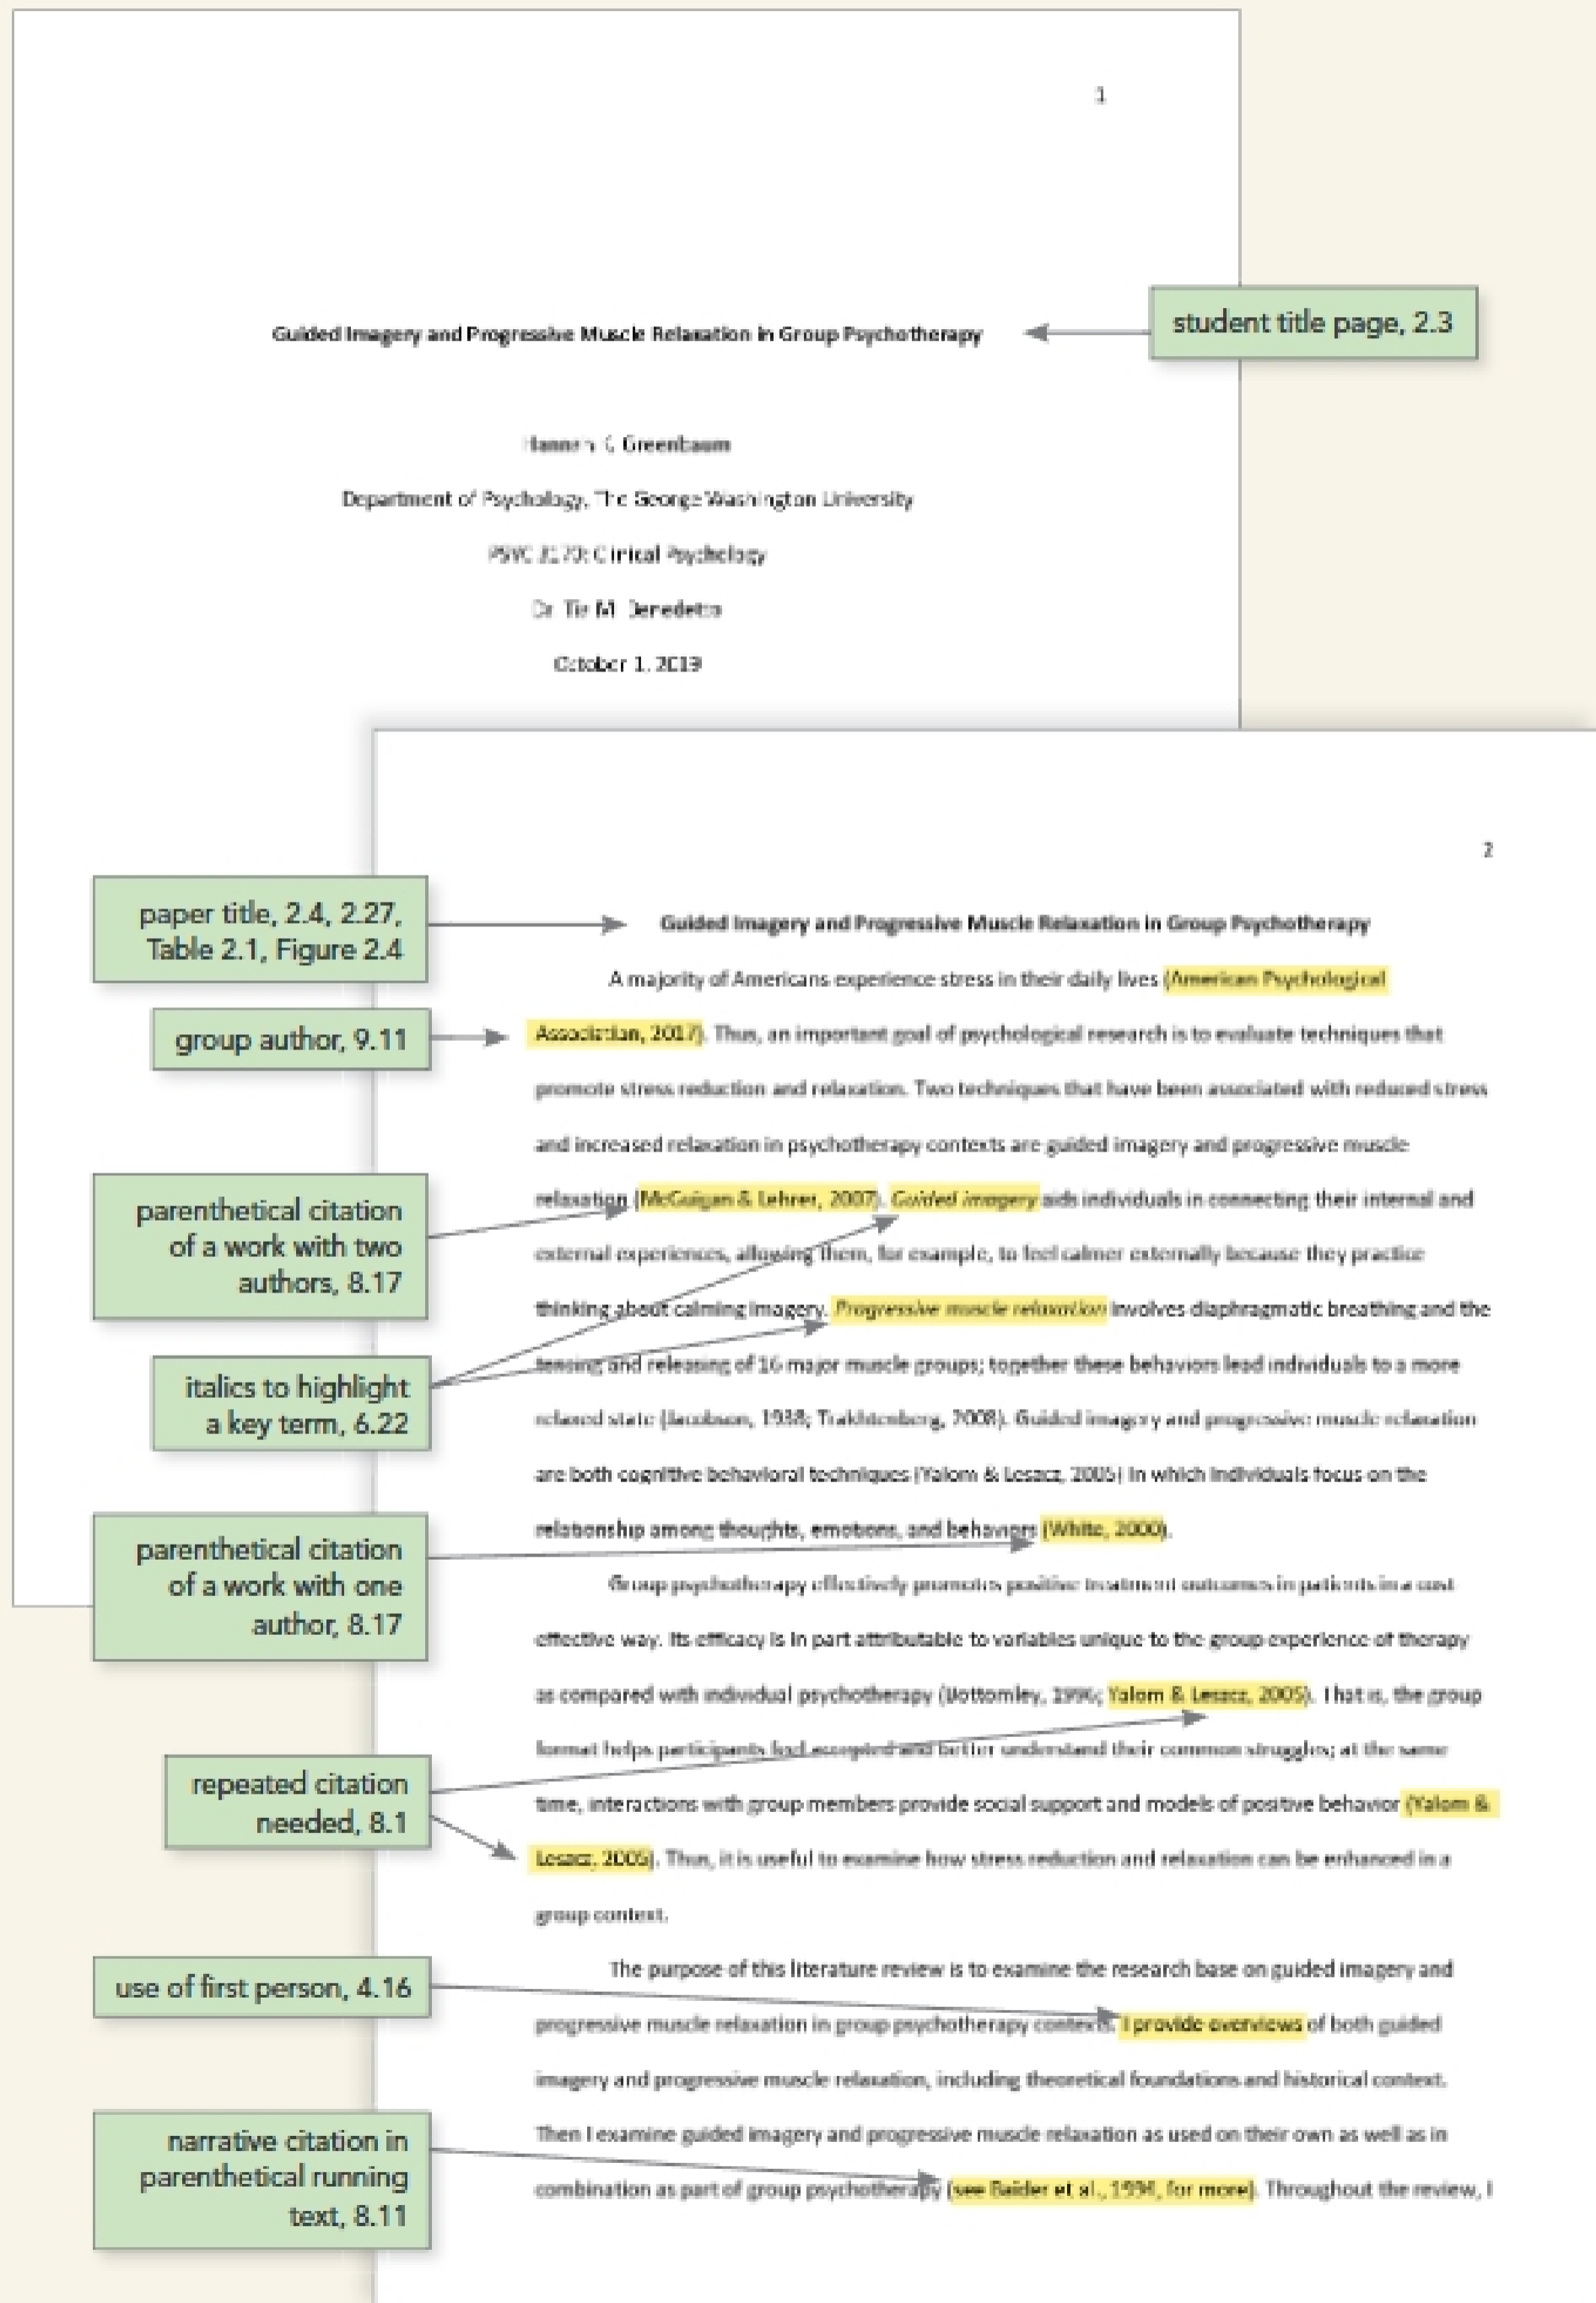 1
Guided Imagery and Progressive Muscle Relaxation in Group Psychotherapy
student title page, 2.3
Greenbaum
Department of Psychology, The George Washington University
Clinical Psychology
October 1, 2019
2
paper title, 2.4, 2.27,
Table 2.1, Figure 2.4
Guided Imagery and Progressive Muscle Relaxation in Group Psychotherapy
A majority of Americans experience stress in their daily lives (American Psychological
group author, 9.11
Association, 2017). Thus, an important goal of psychological research is to evaluate techniques that
promote stress reduction and relaxation. Two techniques that have been associated with reduced stress
and increased relaxation in psychotherapy contexts are guided imagery and progressive muscle
parenthetical citation
of a work with two
authors, 8.17
relaxation (McGuigan & Lehrer, 2007). Guided imagery aids individuals in connecting their internal and
external experiences, allowing them, for example, to feel calmer externally because they practice
thinking about calming imagery. Progressive muscle relaxation involves diaphragmatic breathing and the
italics to highlight
a key term, 6.22
tensing and releasing of 16 major muscle groups; together these behaviors lead individuals to a more
relaxed state (Jacobson, 1938; Trakhtenberg, 2008). Guided imagery and progressive muscle relaxation
are both cognitive behavioral techniques (Yalom & Leszcz, 2005) in which individuals focus on the
relationship among thoughts, emotions, and behaviors (White, 2000).
parenthetical citation
of a work with one
author, 8.17
Group psychotherapy effectively promotes positive treatment outcomes in patients in a cost-
effective way. Its efficacy is in part attributable to variables unique to the group experience of therapy
as compared with individual psychotherapy (Bottomley, 1996; Yalom & Leszcz, 2005). That is, the group
format helps participants feel accepted and better understand their common struggles; at the same
repeated citation
needed, 8.1
time, interactions with group members provide social support and models of positive behavior (Yalom &
Leszcz, 2005). Thus, it is useful to examine how stress reduction and relaxation can be enhanced in a
group context.
The purpose of this literature review is to examine the research base on guided imagery and
use of first person, 4.16
progressive muscle relaxation in group psychotherapy contexts. I provide overviews of both guided
imagery and progressive muscle relaxation, including theoretical foundations and historical context.
Then I examine guided imagery and progressive muscle relaxation as used on their own as well as in
narrative citation in
parenthetical running
text, 8.11
combination as part of group psychotherapy (see Baider et al., 1994, for more). Throughout the review, I